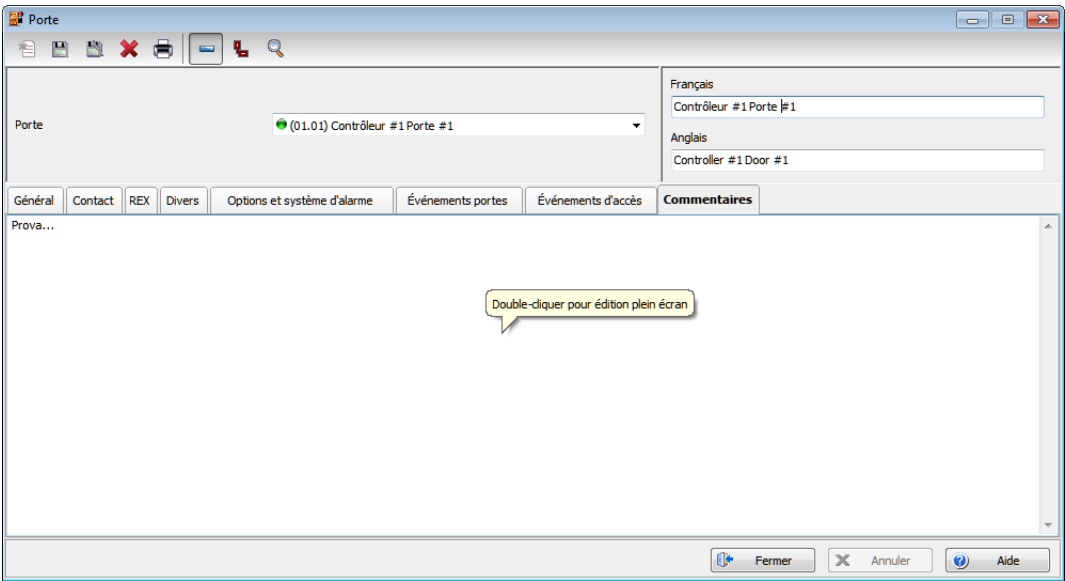 Porte
Français
Contrôleur #1 Porte #1
Porte
(01.01) Contrôleur #1 Porte #1
Anglais
Controller #1 Door #1
Général Contact REX Divers Options et système d'alarme Événements portes Événements d'accès Commentaires
Prova...
Double-cliquer pour édition plein écran
Fermer Annuler Aide